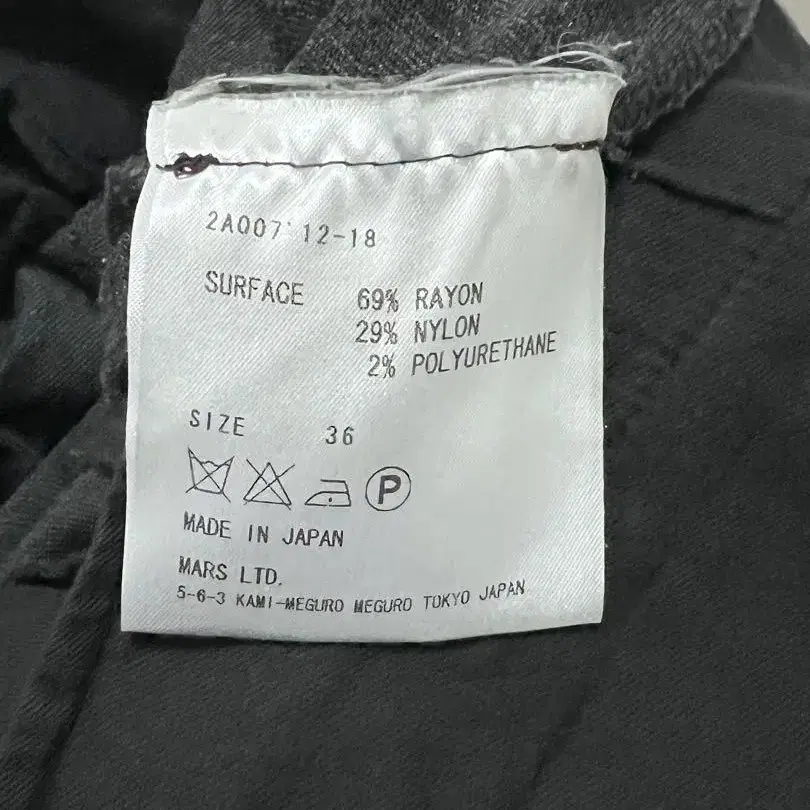 2A007 12-18
SURFACE 69% RAYON
29% NYLON
2% POLYURETHANE
SIZE 36
P
MADE IN JAPAN
MARS LTD.
5-6-3 KAMI-MEGURO MEGURO TOKYO JAPAN